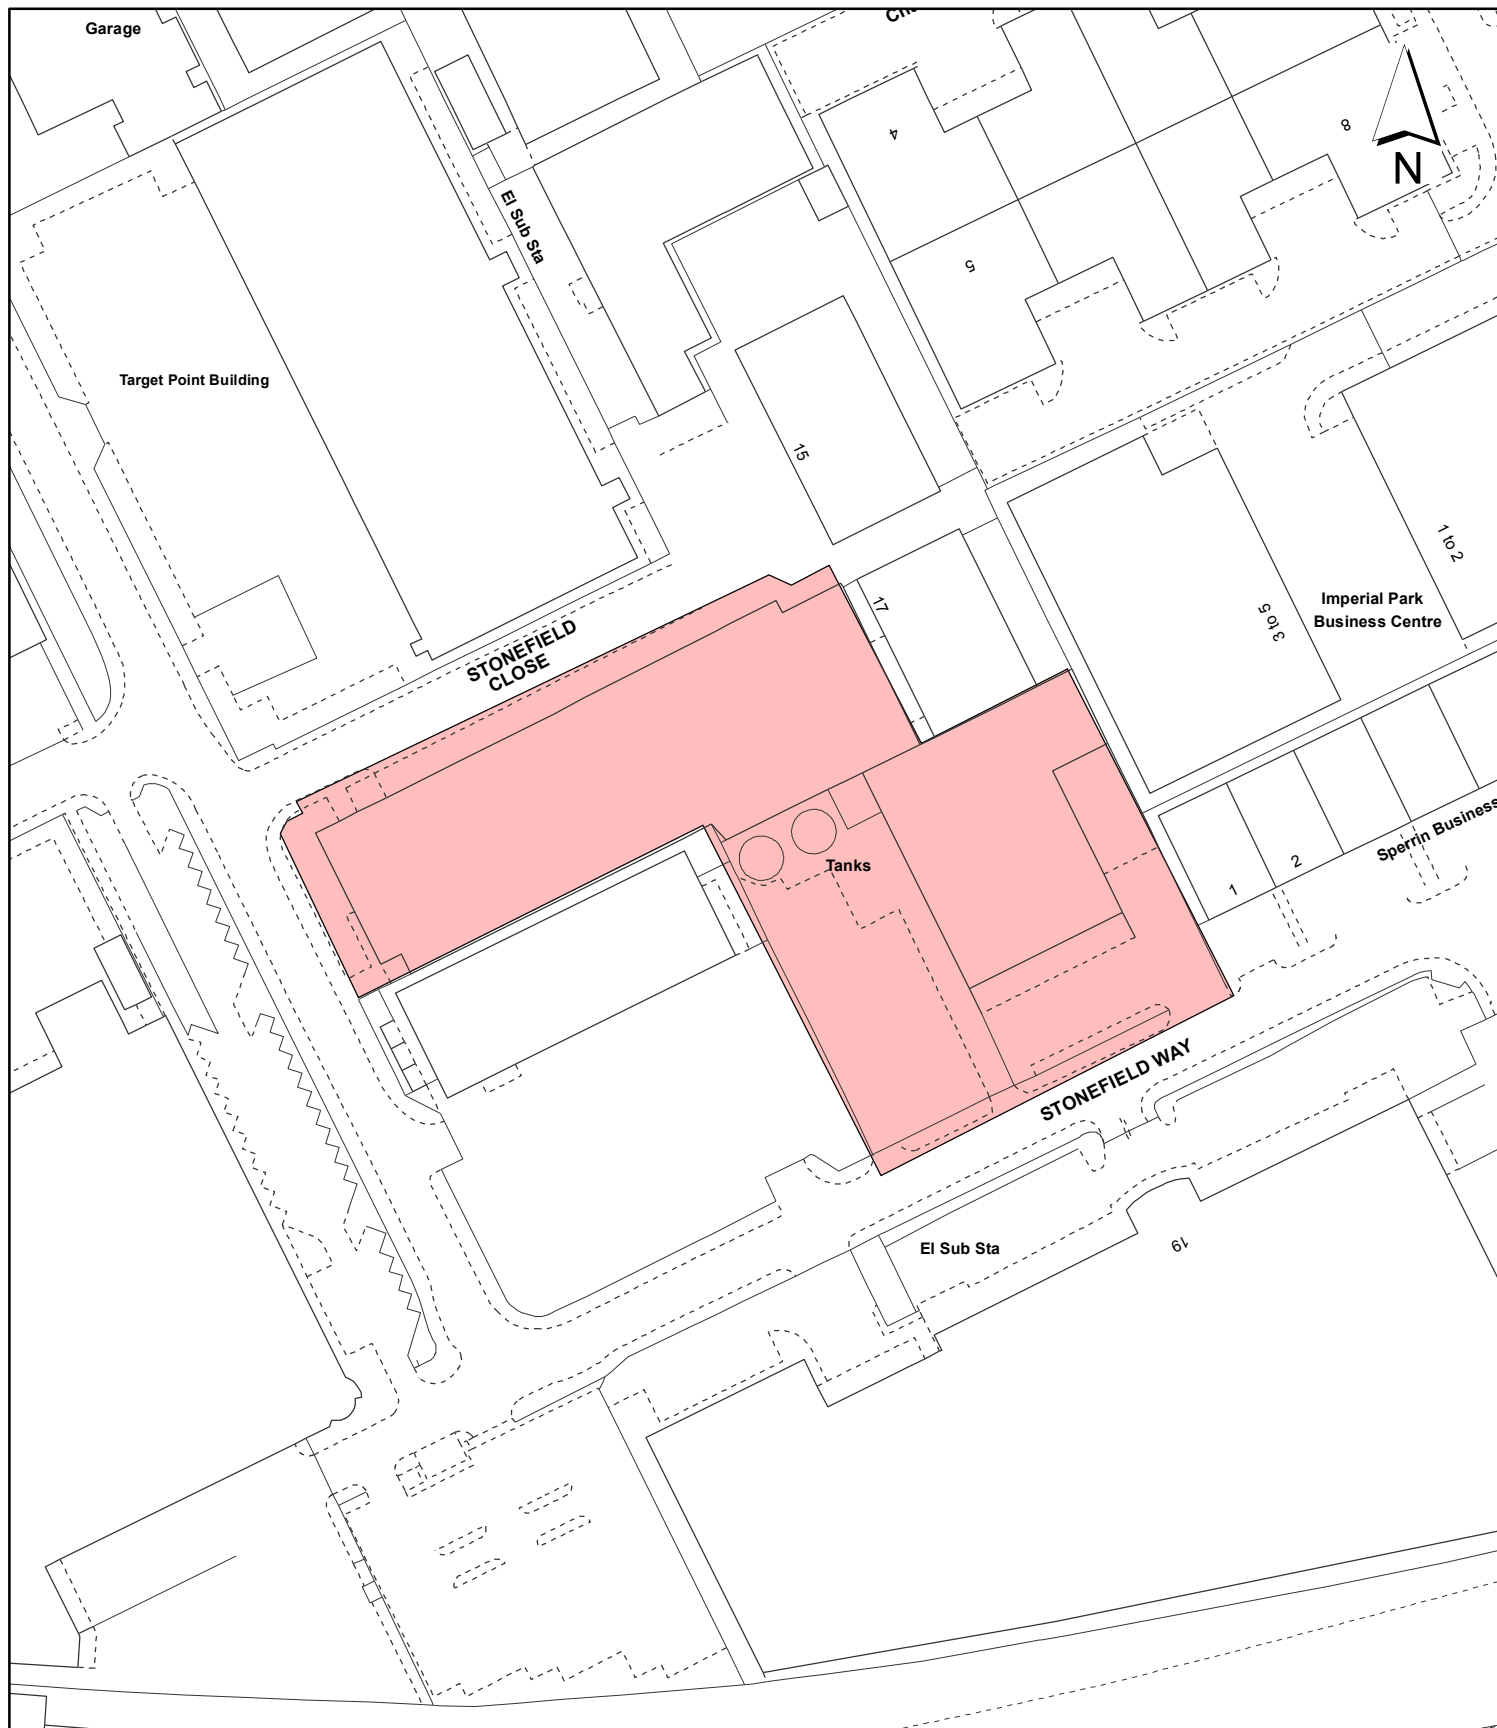 Garage
4
8
N
El Sub Sta
5
Target Point Building
15
1 to 2
17
3 to 5
Imperial Park
Business Centre
STONEFIELD
CLOSE
Sperrin Business
Tanks
2
1
STONEFIELD WAY
El Sub Sta
19